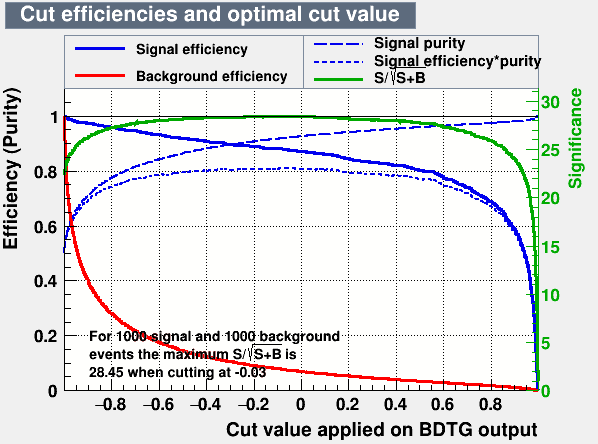 Cut efficiencies and optimal cut value
Signal efficiency
Background efficiency
Signal purity
Signal efficiency*purity
S/√S+B
Efficiency (Purity)
1
0.8
0.6
0.4
0.2
0
30
25
20
15
10
5
0
Significance
For 1000 signal and 1000 background
events the maximum S/√S+B is
28.45 when cutting at -0.03
−0.8 −0.6 −0.4 −0.2 0 0.2 0.4 0.6 0.8
Cut value applied on BDTG output